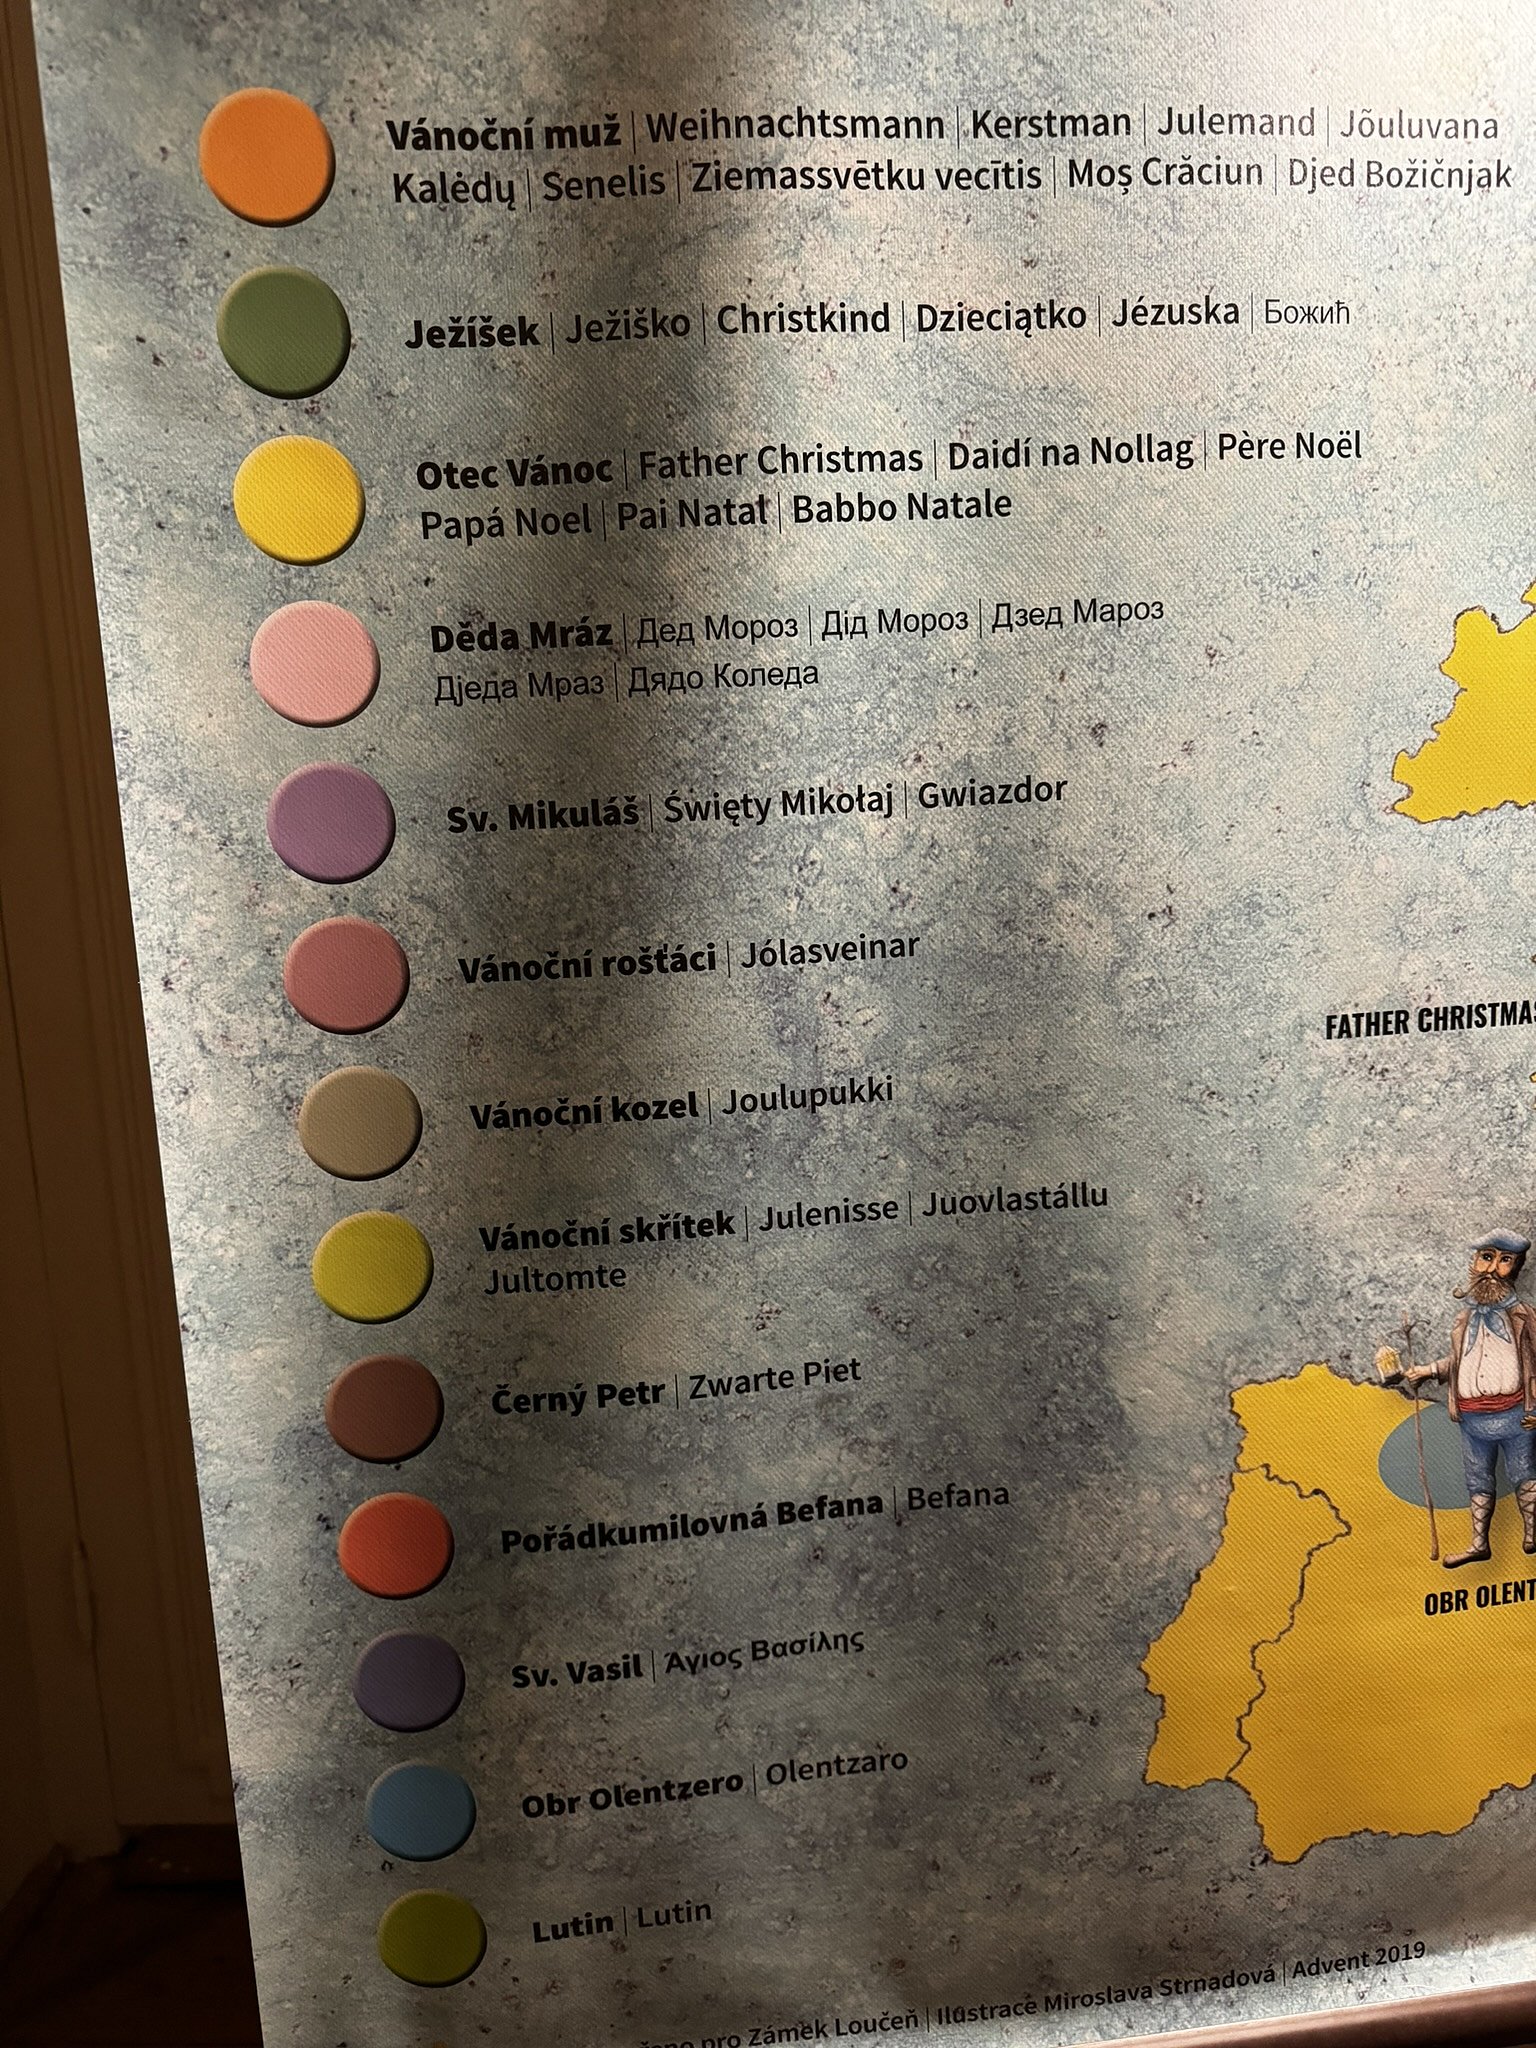 Vánoční muž | Weihnachtsmann | Kerstman | Julemand | Jõuluvana
Kalėdų | Senelis | Ziemassvētku vecītis | Moş Crăciun | Djed Božičnjak
Ježíšek | Ježiško | Christkind | Dzieciątko | Jézuska | Божић
Otec Vánoc | Father Christmas | Daidí na Nollag | Père Noël
Papá Noel | Pai Natal | Babbo Natale
Děda Mráz | Дед Мороз | Дід Мороз | Дзед Мароз
Дједа Мраз | Дядо Коледа
Sv. Mikuláš | Święty Mikołaj | Gwiazdor
Vánoční rošťáci | Jólasveinar
FATHER CHRISTMAS
Vánoční kozel | Joulupukki
Vánoční skřítek | Julenisse | Juovlastállu
Jultomte
Černý Petr | Zwarte Piet
Pořádkumilovná Befana | Befana
OBR OLENT
Sv. Vasil | Άγιος Βασίλης
Obr Olentzero | Olentzaro
Lutin | Lutin
pro Zámek Loučeň | Ilustrace Miroslava Strnadová | Advent 2019